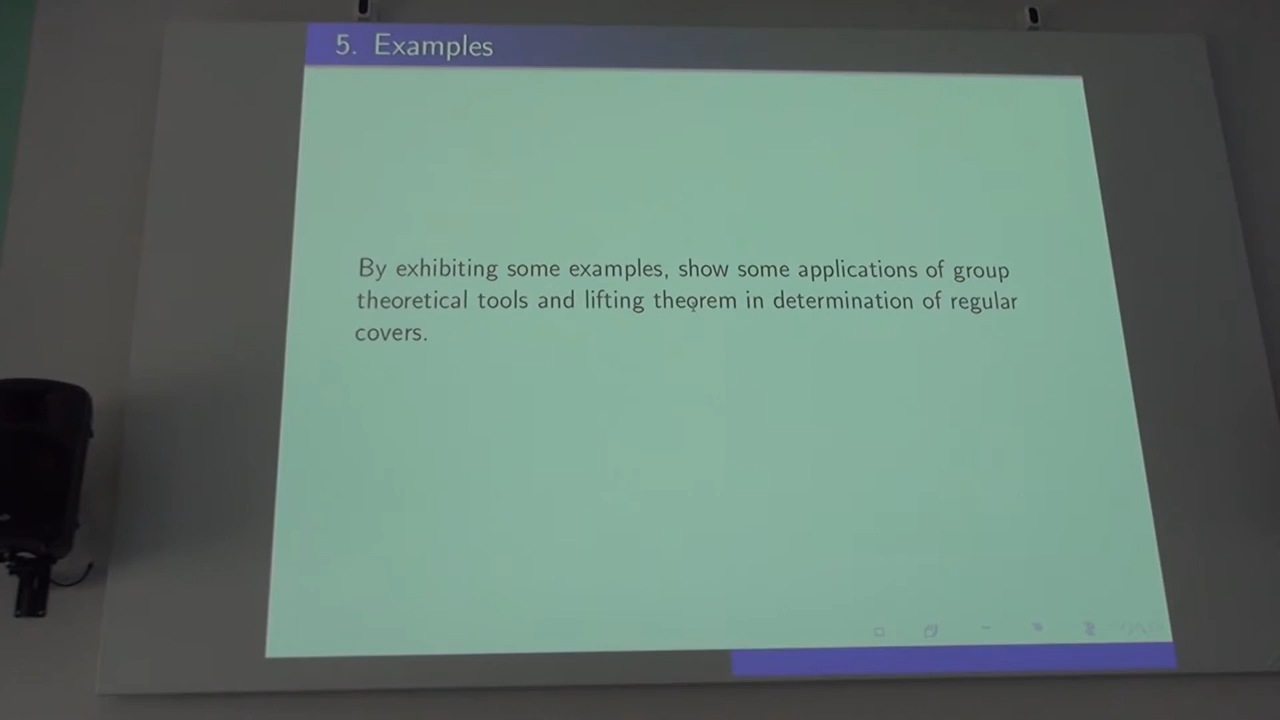 5. Examples
By exhibiting some examples, show some applications of group
theoretical tools and lifting theorem in determination of regular
covers.